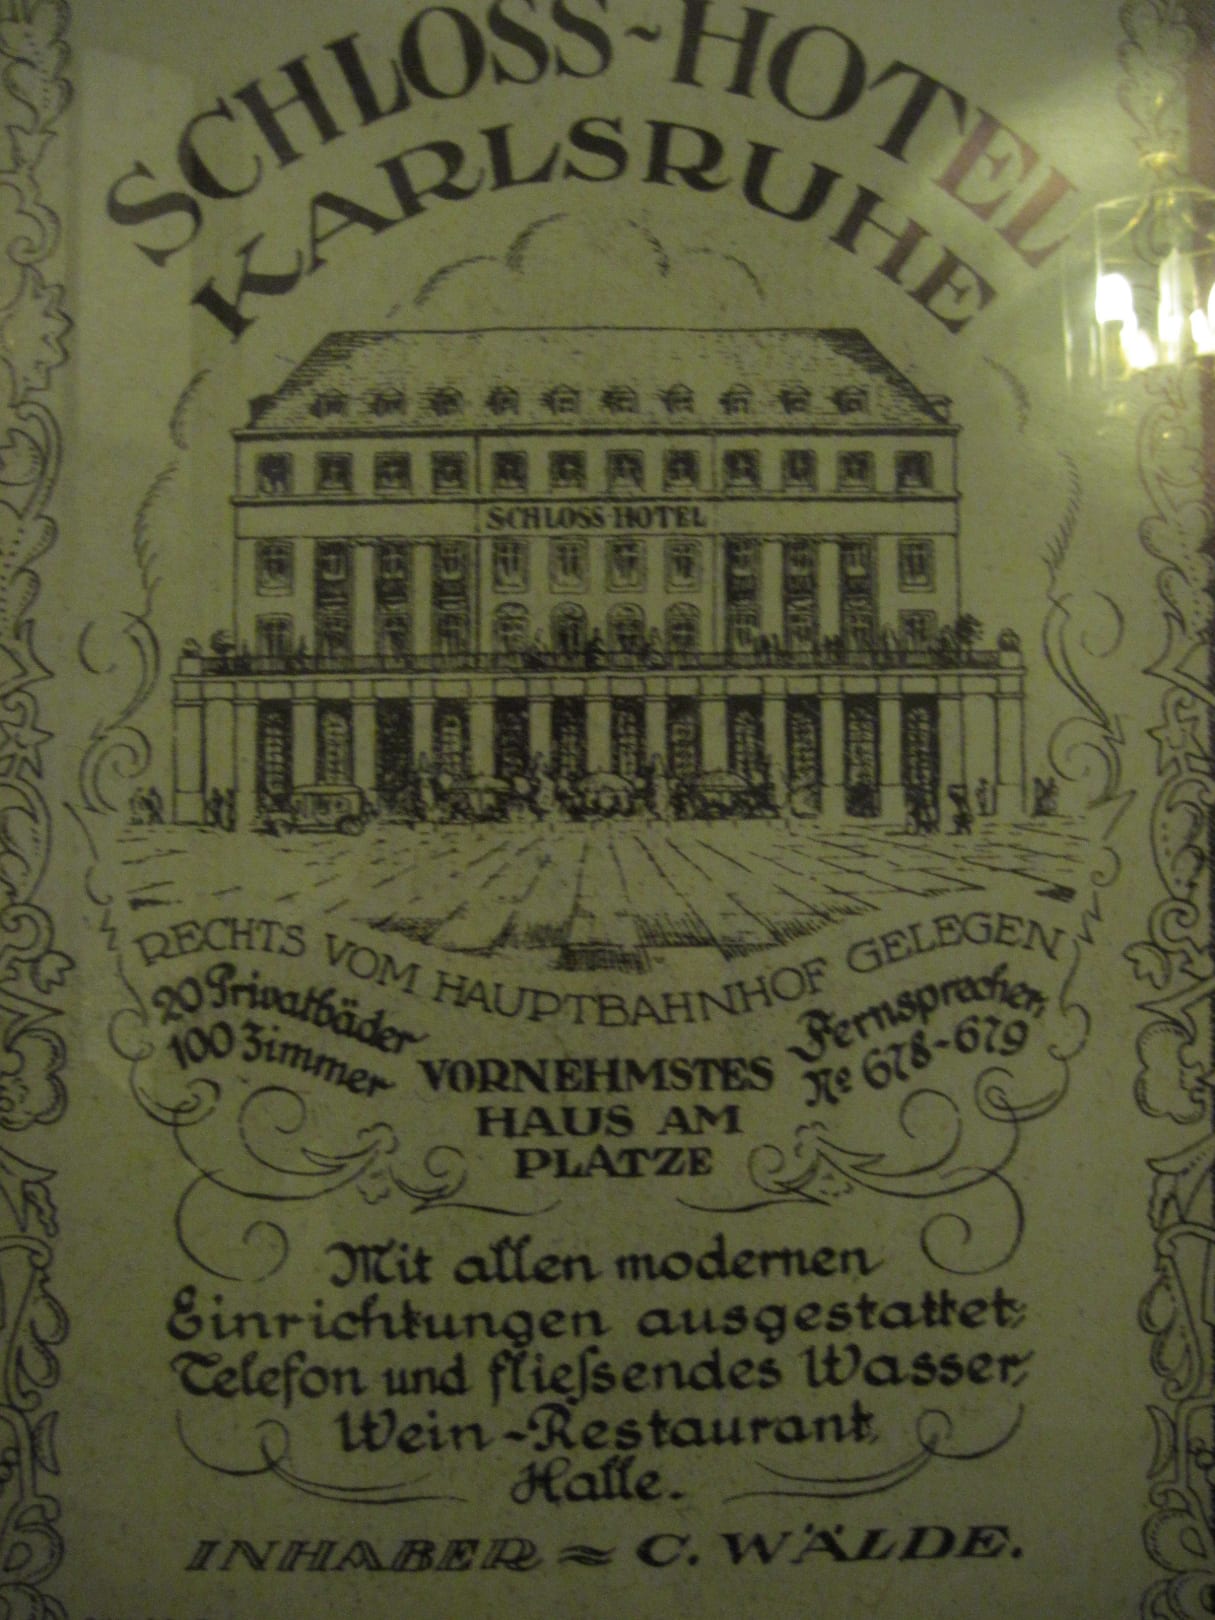 SCHLOSS-HOTEL
KARLSRUHE
SCHLOSS-HOTEL
RECHTS VOM HAUPTBAHNHOF GELEGEN
20 Privatbäder
100 Zimmer
Fernsprecher:
No 678-679
VORNEHMSTES
HAUS AM
PLATZE
Mit allen modernen
Einrichtungen ausgestattet;
Telefon und flieſsendes Wasser,
Wein-Restaurant,
Halle.
INHABER = C. WÄLDE.